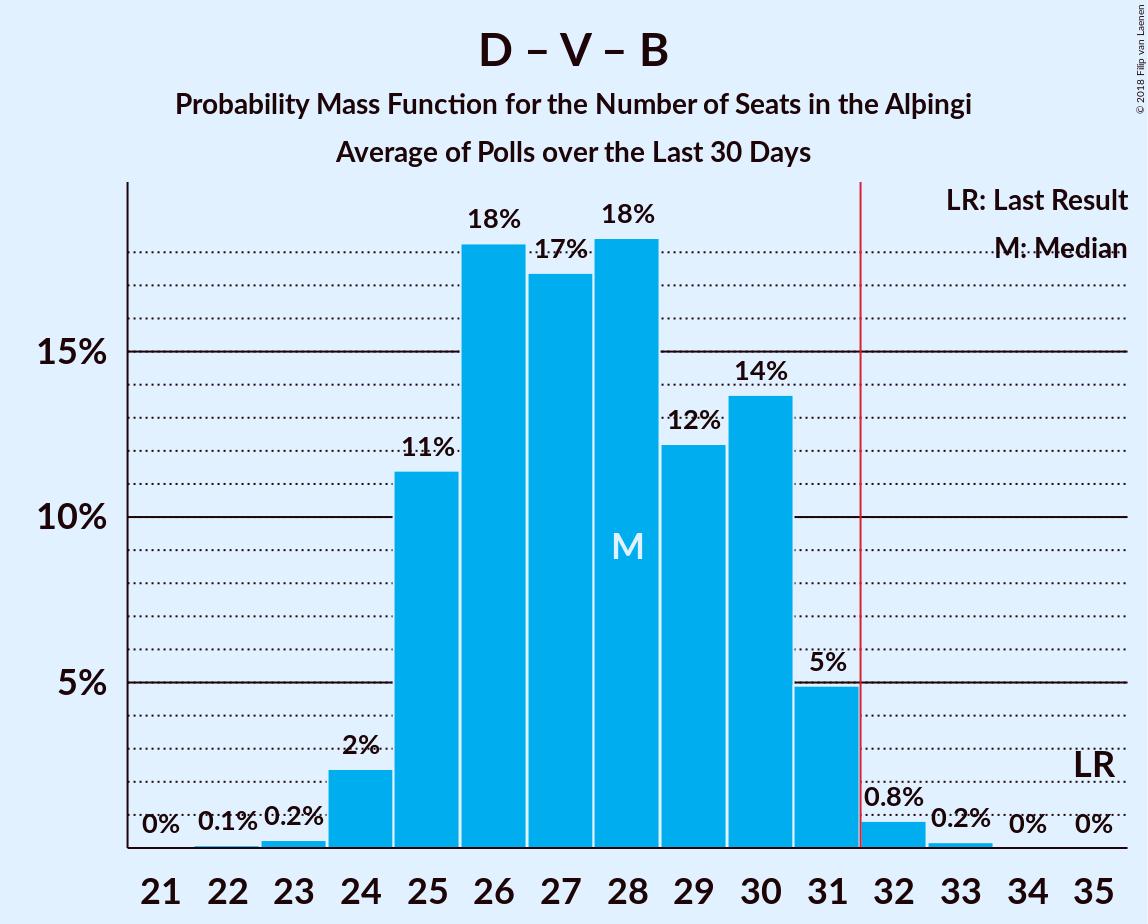 D – V – B
Probability Mass Function for the Number of Seats in the Alþingi
Average of Polls over the Last 30 Days
© 2018 Filip van Laenen
LR: Last Result
M: Median
18%
17%
18%
15%
14%
12%
11%
10%
M
5%
5%
2%
LR
0%
0.1%
0.2%
0.8%
0.2%
0%
0%
21 22 23 24 25 26 27 28 29 30 31 32 33 34 35